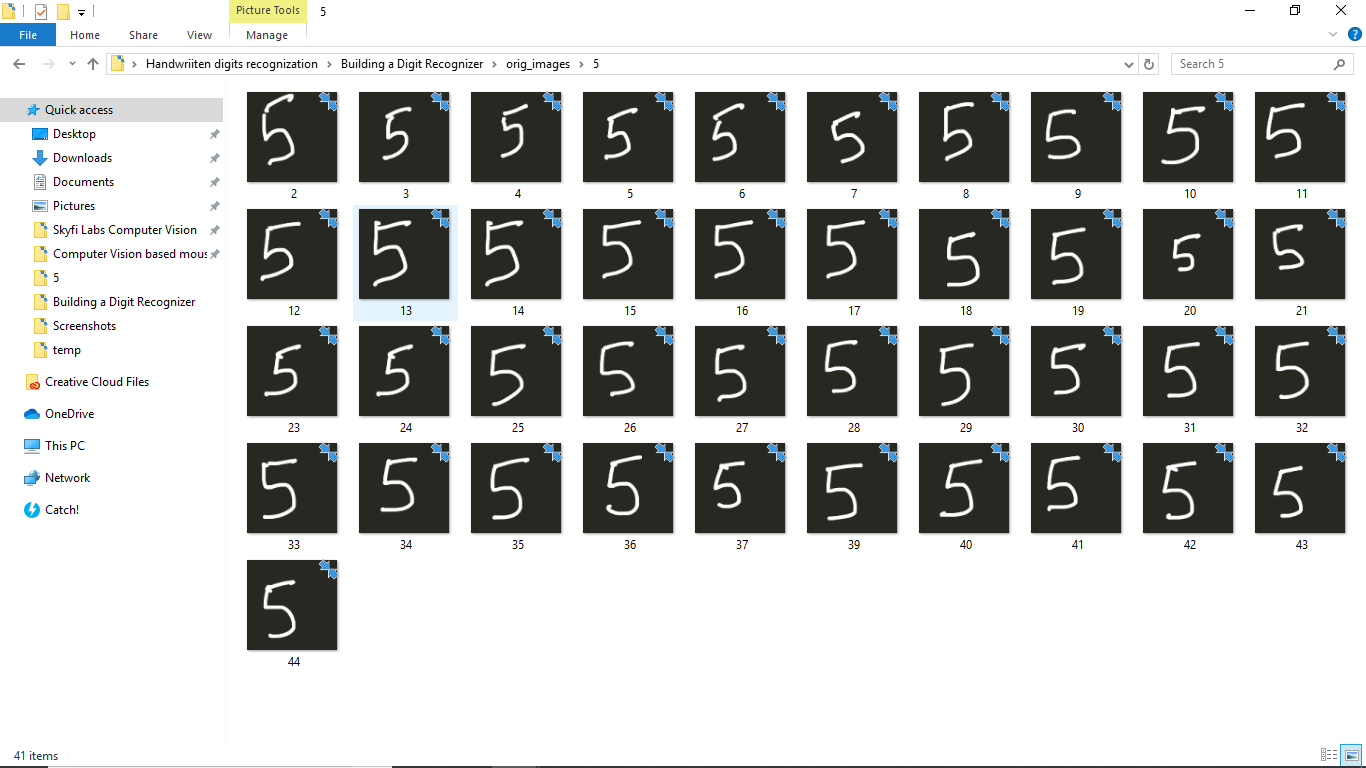 Picture Tools 5
File Home Share View Manage
Handwriiten digits recognization Building a Digit Recognizer orig_images 5 Search 5
Quick access
Desktop
Downloads
Documents
Pictures
Skyfi Labs Computer Vision
Computer Vision based mous
5
Building a Digit Recognizer
Screenshots
temp
Creative Cloud Files
OneDrive
This PC
Network
Catch!
5 5 5 5 5 5 5 5 5 5
2 3 4 5 6 7 8 9 10 11
5 5 5 5 5 5 5 5 5 5
12 13 14 15 16 17 18 19 20 21
5 5 5 5 5 5 5 5 5 5
23 24 25 26 27 28 29 30 31 32
5 5 5 5 5 5 5 5 5 5
33 34 35 36 37 39 40 41 42 43
5
44
41 items